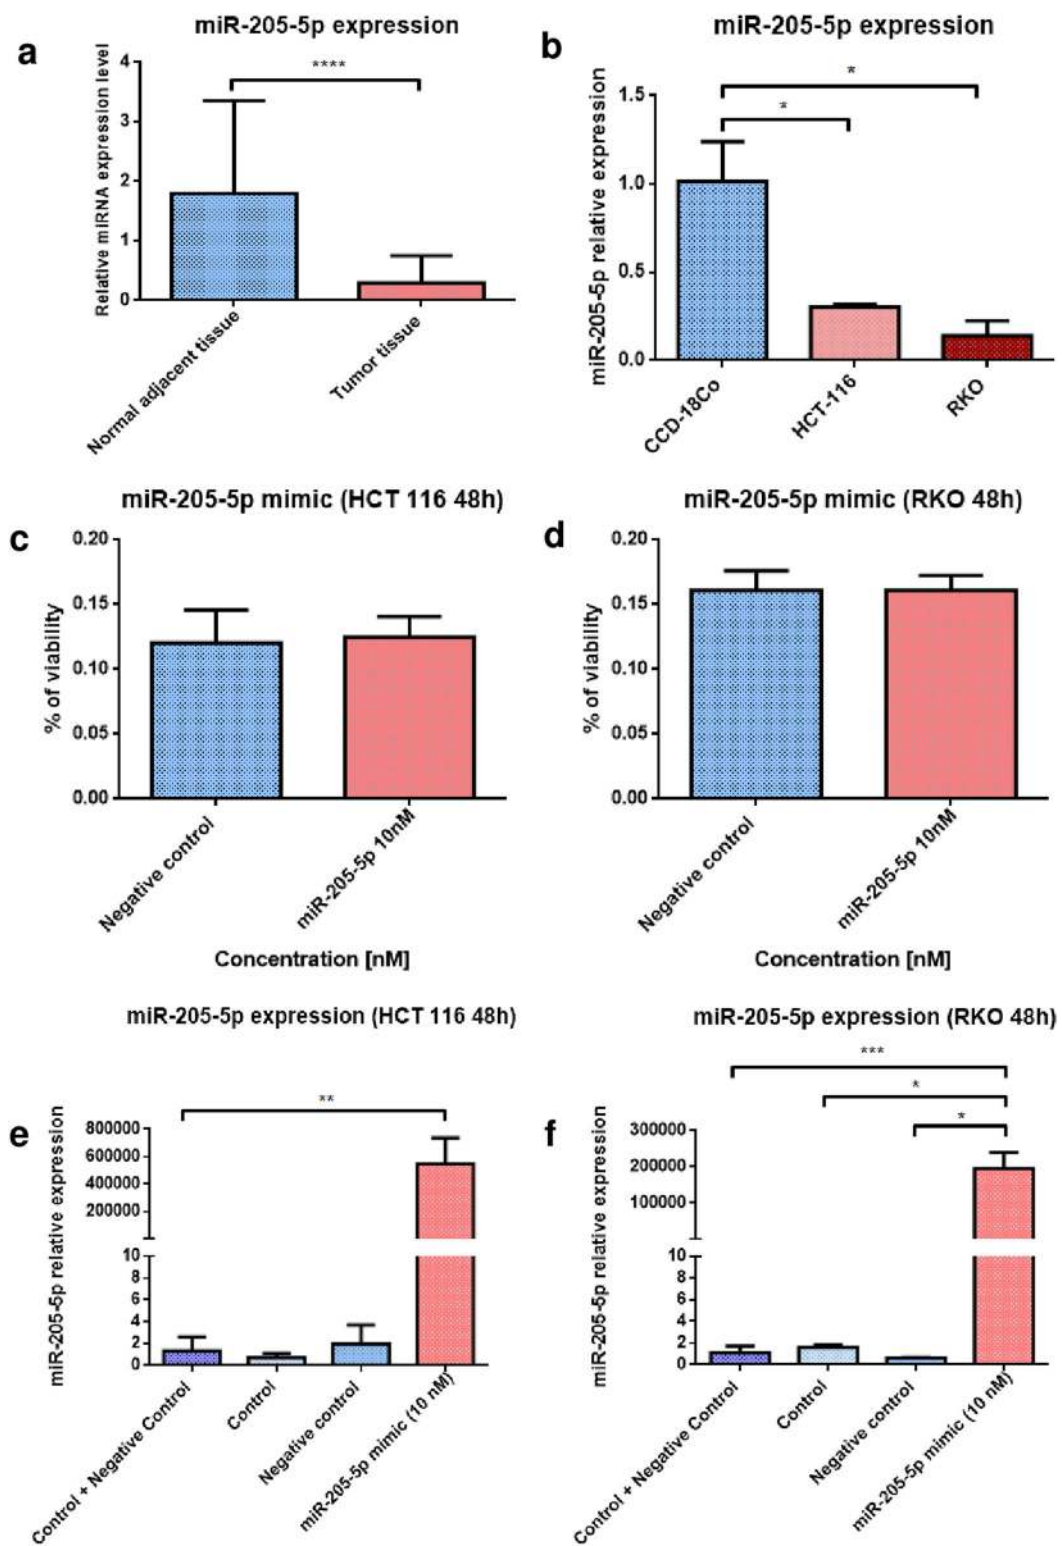 a
miR-205-5p expression
Relative miRNA expression level
4
3
2
1
0
****
Normal adjacent tissue
Tumor tissue
b
miR-205-5p expression
miR-205-5p relative expression
1.5
1.0
0.5
0.0
*
*
CCD-18Co
HCT-116
RKO
c
miR-205-5p mimic (HCT 116 48h)
% of viability
0.20
0.15
0.10
0.05
0.00
Negative control
miR-205-5p 10nM
Concentration [nM]
d
miR-205-5p mimic (RKO 48h)
% of viability
0.20
0.15
0.10
0.05
0.00
Negative control
miR-205-5p 10nM
Concentration [nM]
e
miR-205-5p expression (HCT 116 48h)
miR-205-5p relative expression
**
800000
600000
400000
200000
10
8
6
4
2
0
Control + Negative Control
Control
Negative control
miR-205-5p mimic (10 nM)
f
miR-205-5p expression (RKO 48h)
miR-205-5p relative expression
***
*
*
300000
200000
100000
10
8
6
4
2
0
Control + Negative Control
Control
Negative control
miR-205-5p mimic (10 nM)